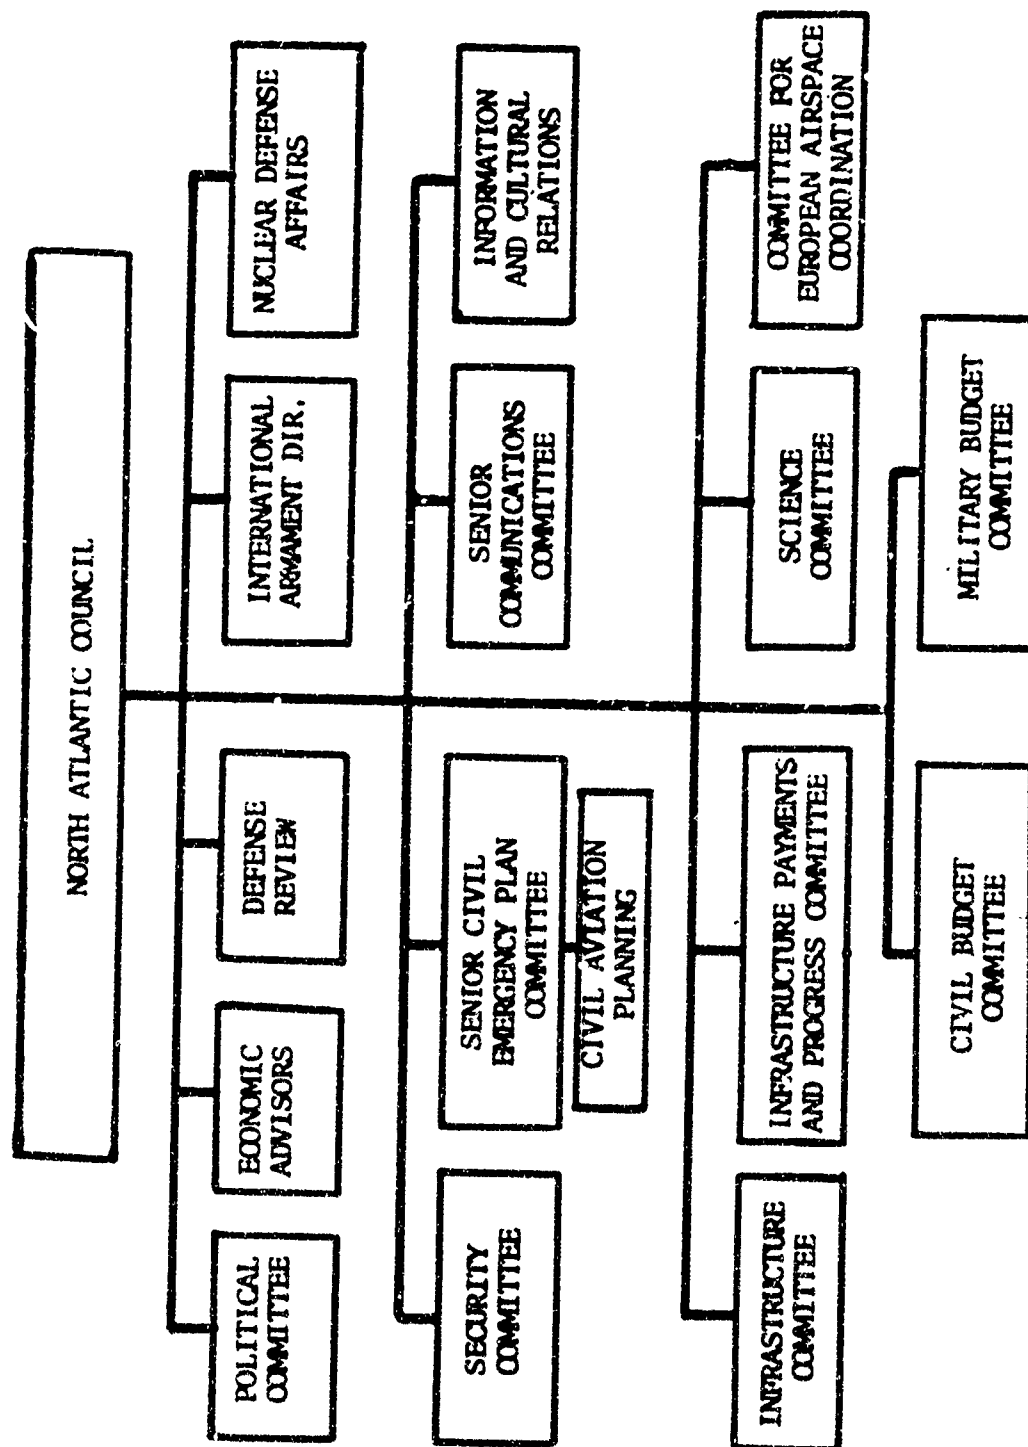 NORTH ATLANTIC COUNCIL
POLITICAL
COMMITTEE
ECONOMIC
ADVISORS
DEFENSE
REVIEW
INTERNATIONAL
ARMAMENT DIR.
NUCLEAR DEFENSE
AFFAIRS
SECURITY
COMMITTEE
SENIOR CIVIL
EMERGENCY PLAN
COMMITTEE
CIVIL AVIATION
PLANNING
SENIOR
COMMUNICATIONS
COMMITTEE
INFORMATION
AND CULTURAL
RELATIONS
INFRASTRUCTURE
COMMITTEE
INFRASTRUCTURE PAYMENTS
AND PROGRESS COMMITTEE
SCIENCE
COMMITTEE
COMMITTEE FOR
EUROPEAN AIRSPACE
COORDINATION
CIVIL BUDGET
COMMITTEE
MILITARY BUDGET
COMMITTEE